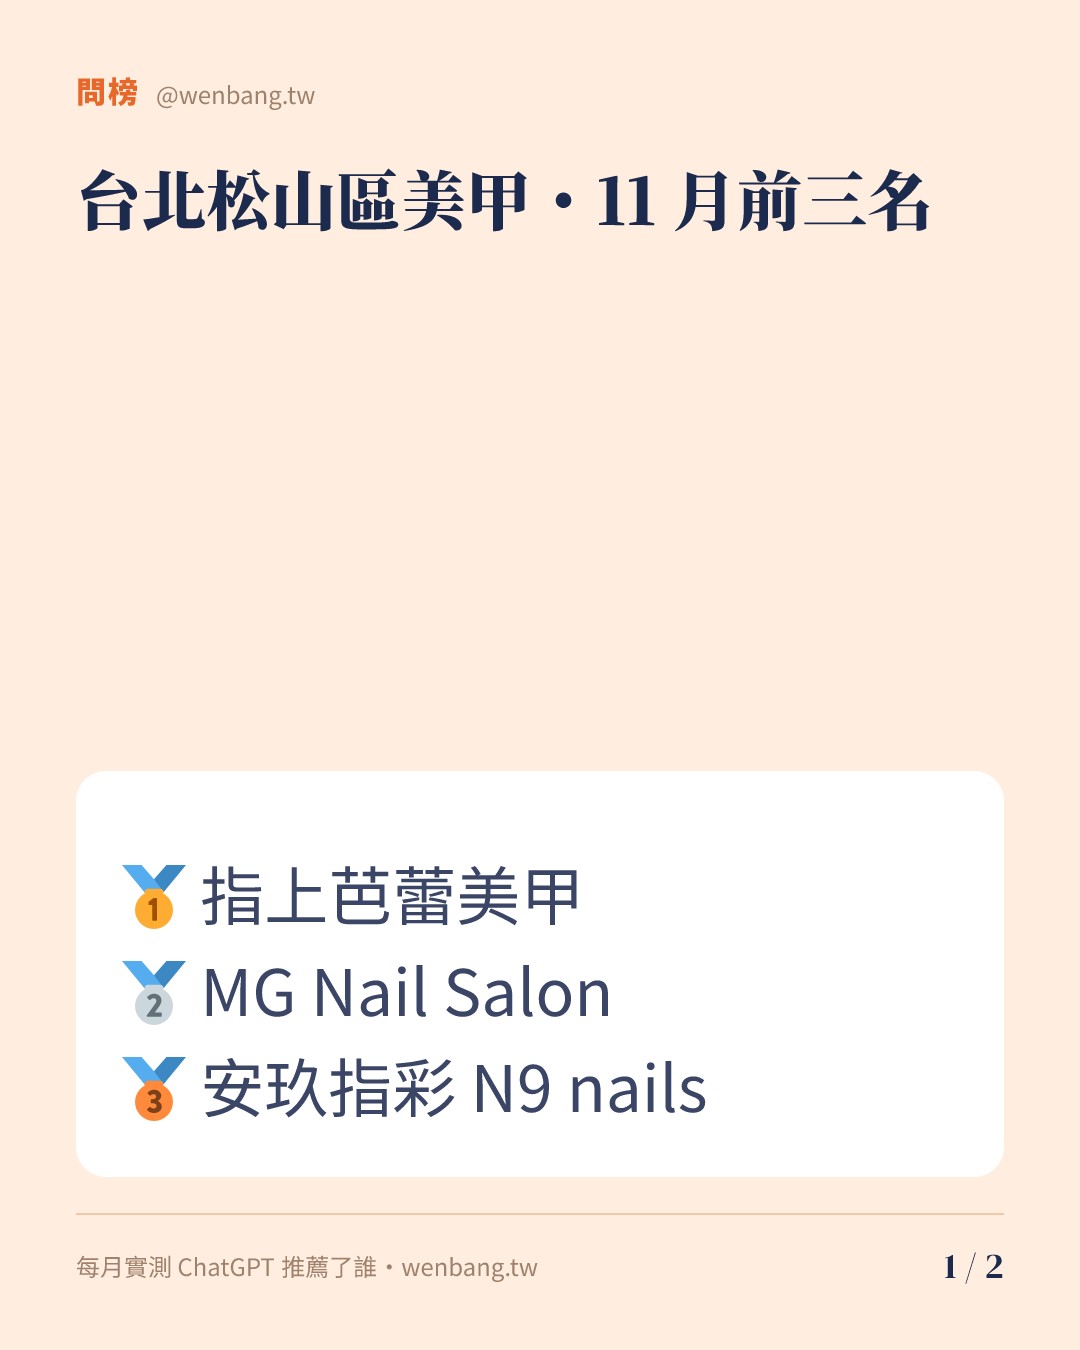 問榜 @wenbang.tw
台北松山區美甲・11 月前三名
🥇 指上芭蕾美甲
🥈 MG Nail Salon
🥉 安玖指彩 N9 nails
每月實測 ChatGPT 推薦了誰・wenbang.tw
1 / 2